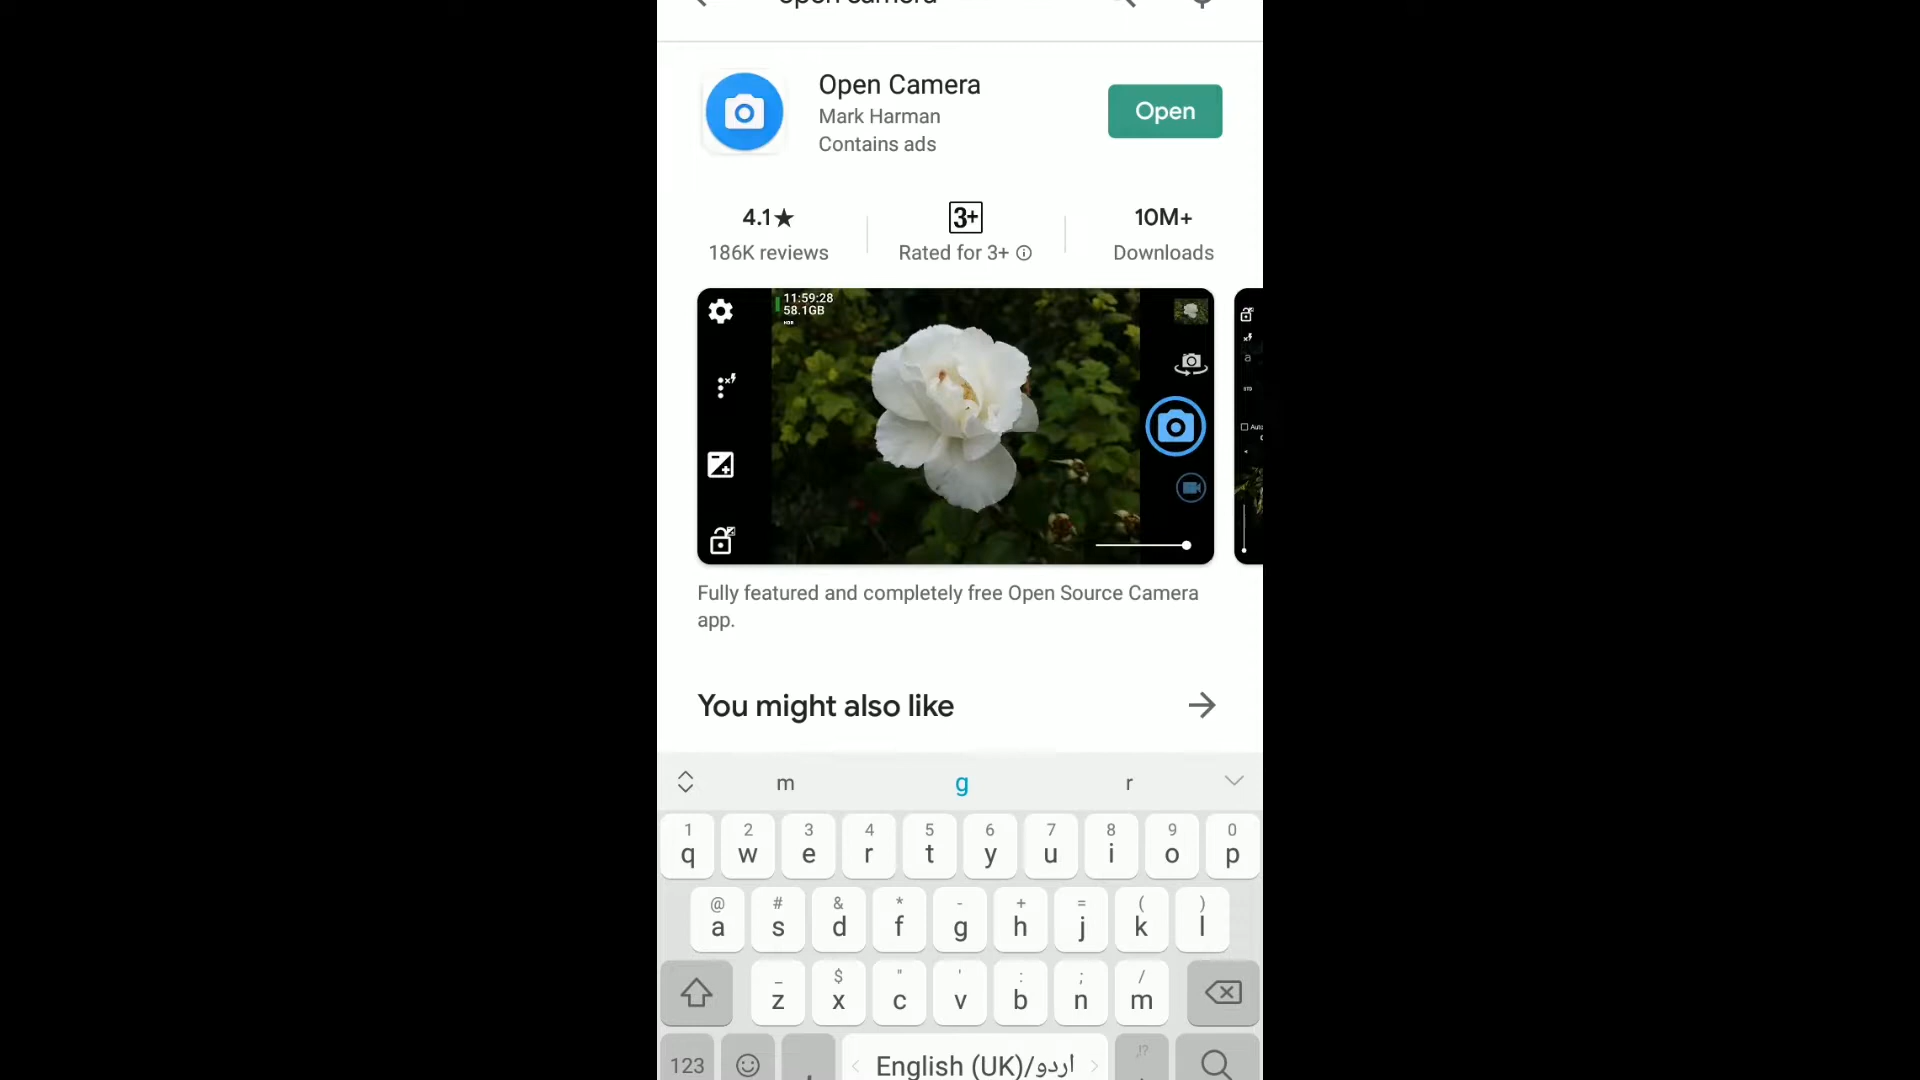 open camera
Open Camera
Mark Harman
Contains ads
Open
4.1★
186K reviews
3+
Rated for 3+
10M+
Downloads
11:59:28
58.1GB
HDR
Fully featured and completely free Open Source Camera
app.
You might also like
m g r
1 2 3 4 5 6 7 8 9 0
q w e r t y u i o p
@ # & * - + = ( )
a s d f g h j k l
_ $ " ' : ; /
z x c v b n m
123 , English (UK)/اردو ,!?